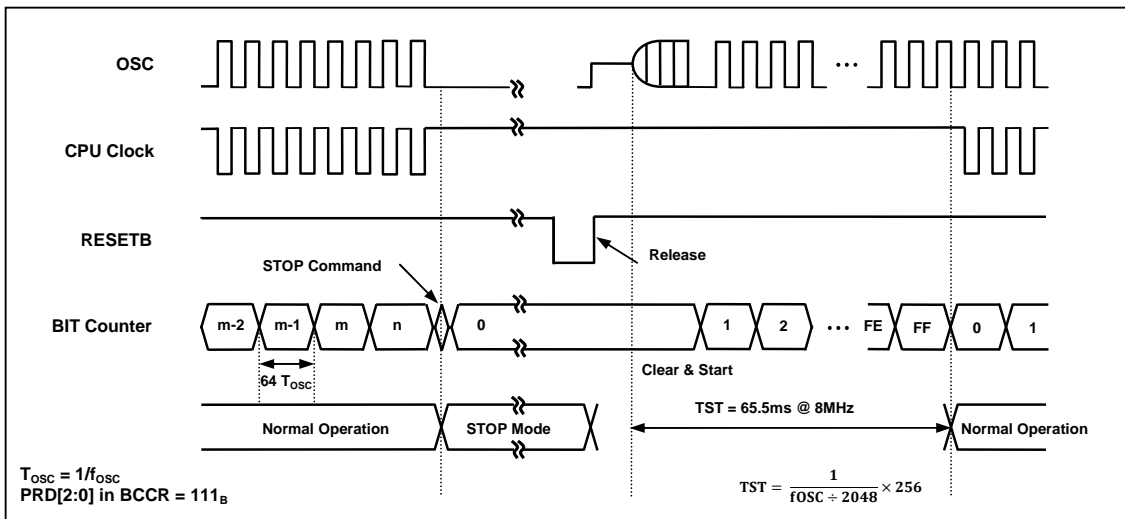 OSC
...
CPU Clock
RESETB
Release
STOP Command
BIT Counter
m-2 m-1 m n 0 1 2 ... FE FF 0 1
64 TOSC
Clear & Start
TST = 65.5ms @ 8MHz
Normal Operation STOP Mode Normal Operation
TOSC = 1/fOSC
PRD[2:0] in BCCR = 111B
TST = 1 / (fOSC ÷ 2048) × 256